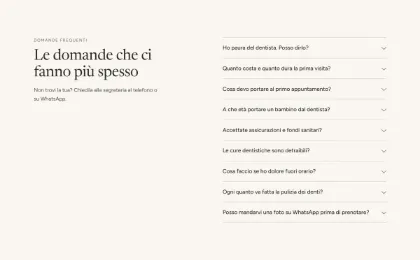 DOMANDE FREQUENTI
Le domande che ci
fanno più spesso
Non trovi la tua? Chiedila alla segreteria al telefono o
su WhatsApp.
Ho paura del dentista. Posso dirlo?
Quanto costa e quanto dura la prima visita?
Cosa devo portare al primo appuntamento?
A che età portare un bambino dal dentista?
Accettate assicurazioni e fondi sanitari?
Le cure dentistiche sono detraibili?
Cosa faccio se ho dolore fuori orario?
Ogni quanto va fatta la pulizia dei denti?
Posso mandarvi una foto su WhatsApp prima di prenotare?